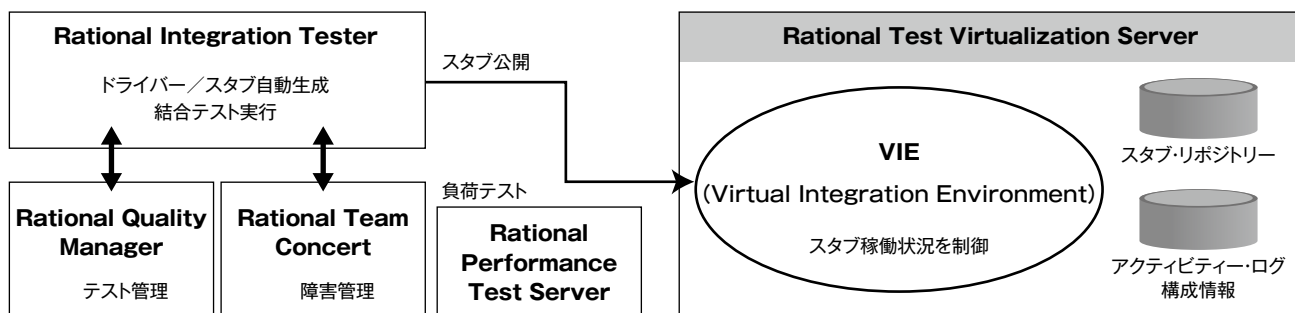 Rational Integration Tester
ドライバー／スタブ自動生成
結合テスト実行
スタブ公開
Rational Quality
Manager
テスト管理
Rational Team
Concert
障害管理
負荷テスト
Rational
Performance
Test Server
Rational Test Virtualization Server
VIE
(Virtual Integration Environment)
スタブ稼働状況を制御
スタブ・リポジトリー
アクティビティー・ログ
構成情報